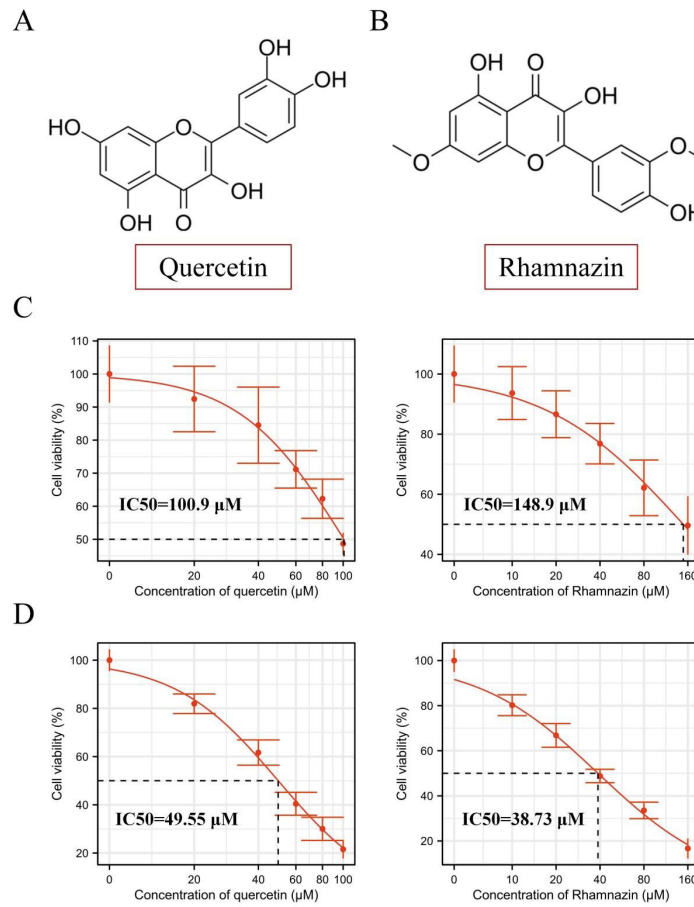 A
B
OH
OH
HO
O
OH
OH
O
OH
O
OH
O
O
O
OH
Quercetin
Rhamnazin
C
110
100
90
80
70
60
50
Cell viability (%)
IC50=100.9 μM
0
20
40
60
80
100
Concentration of quercetin (μM)
100
80
60
40
Cell viability (%)
IC50=148.9 μM
0
10
20
40
80
160
Concentration of Rhamnazin (μM)
D
100
80
60
40
20
Cell viability (%)
IC50=49.55 μM
0
20
40
60
80
100
Concentration of quercetin (μM)
100
80
60
40
20
Cell viability (%)
IC50=38.73 μM
0
10
20
40
80
160
Concentration of Rhamnazin (μM)